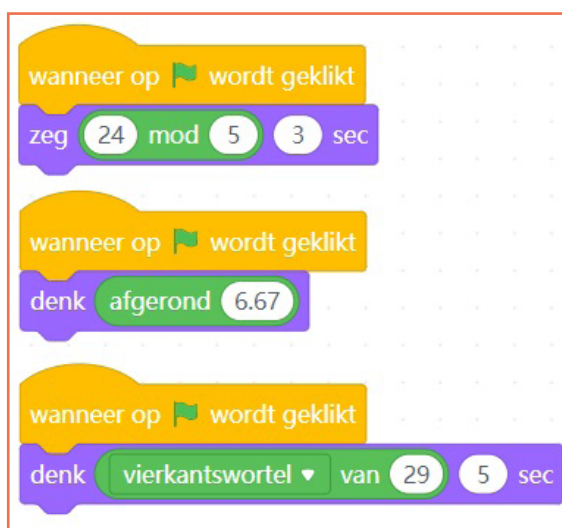 wanneer op wordt geklikt
zeg 24 mod 5 3 sec
wanneer op wordt geklikt
denk afgerond 6.67
wanneer op wordt geklikt
denk vierkantswortel van 29 5 sec